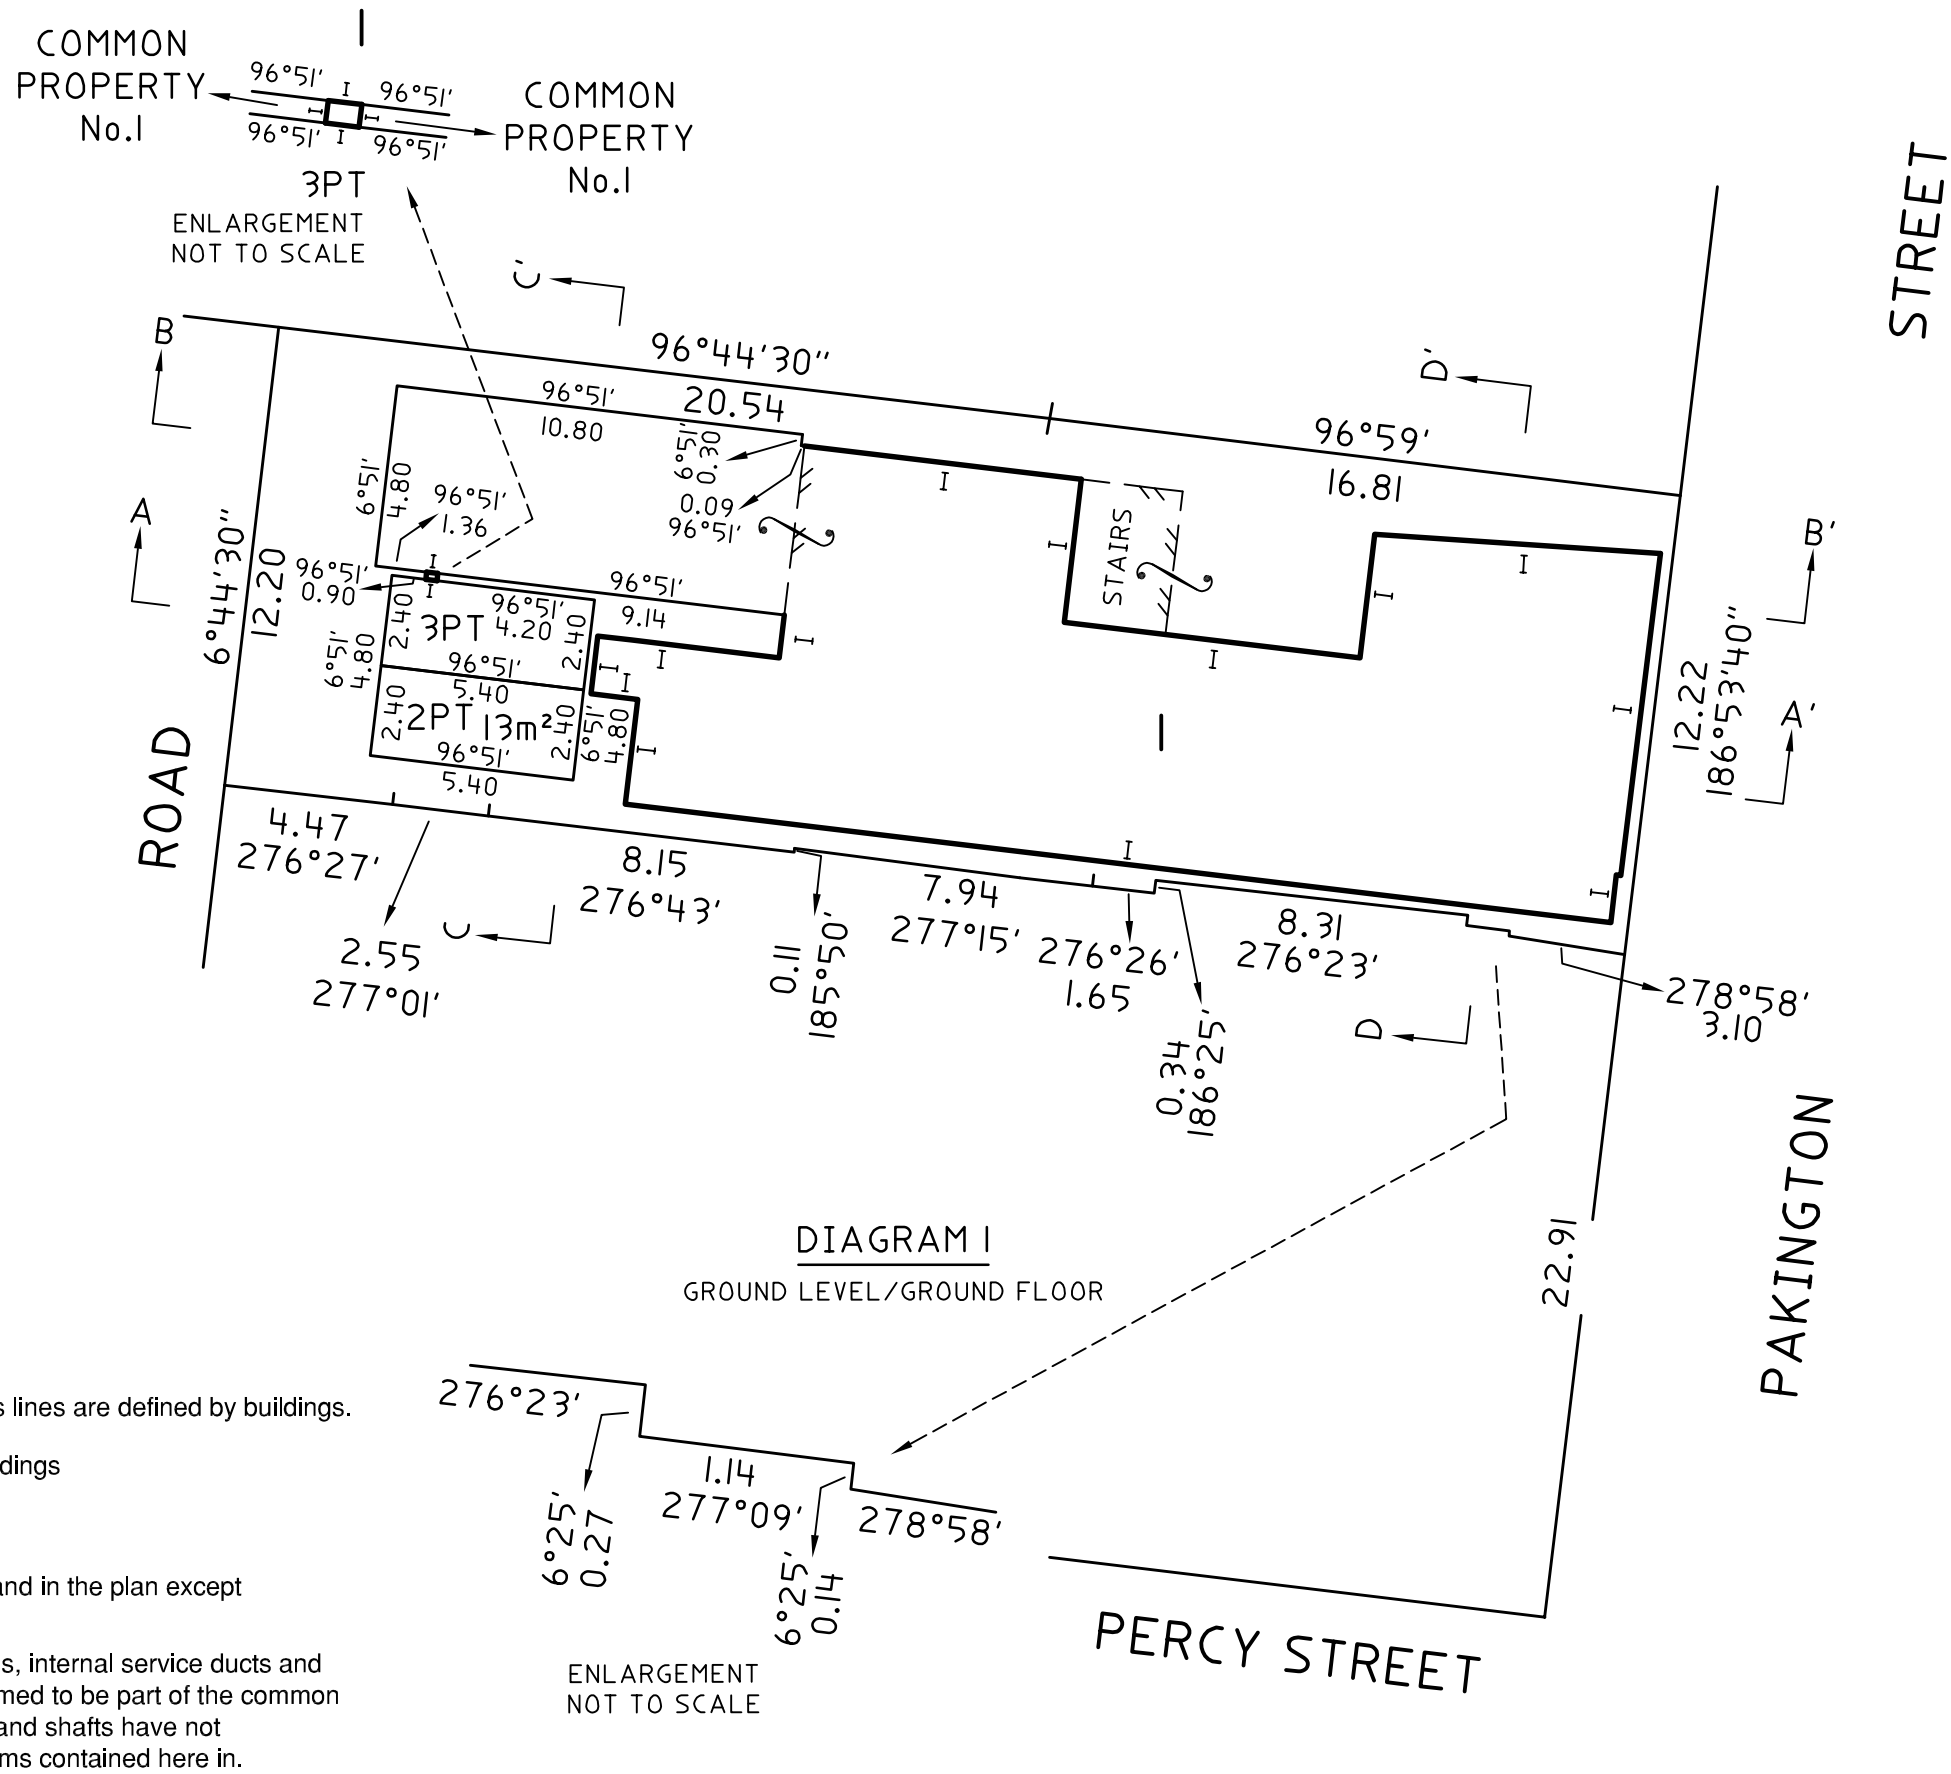 I
COMMON
PROPERTY
No.I
96°51'
I
96°51'
I
I
96°51'
I
96°51'
COMMON
PROPERTY
No.I
3PT
ENLARGEMENT
NOT TO SCALE
STREET
C'
B
96°44'30"
20.54
D'
96°59'
16.81
96°51'
10.80
6°51'
0.30
0.09
96°51'
6°51'
4.80
96°51'
1.36
A
6°44'30"
12.20
96°51'
0.90
I
I
I
I
STAIRS
I
I
B'
96°51'
9.14
2.40
3PT
96°51'
4.20
2.40
I
I
I
I
I
6°51'
4.80
96°51'
5.40
2.40
2PT
13m²
2.40
6°51'
4.80
I
I
I
12.22
186°53'40"
A'
96°51'
5.40
ROAD
4.47
276°27'
8.15
276°43'
I
I
7.94
277°15'
276°26'
1.65
8.31
276°23'
C
2.55
277°01'
0.11
185°50'
0.34
186°25'
D
278°58'
3.10
DIAGRAM I
GROUND LEVEL/GROUND FLOOR
22.91
PAKINGTON
s lines are defined by buildings.
dings
and in the plan except
s, internal service ducts and
med to be part of the common
and shafts have not
ms contained here in.
276°23'
6°25'
0.27
1.14
277°09'
6°25'
0.14
278°58'
ENLARGEMENT
NOT TO SCALE
PERCY STREET